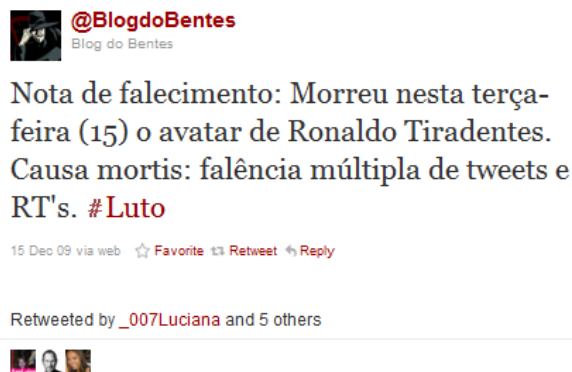 @BlogdoBentes
Blog do Bentes
Nota de falecimento: Morreu nesta terça-
feira (15) o avatar de Ronaldo Tiradentes.
Causa mortis: falência múltipla de tweets e
RT's. #Luto
15 Dec 09 via web Favorite Retweet Reply
Retweeted by _007Luciana and 5 others